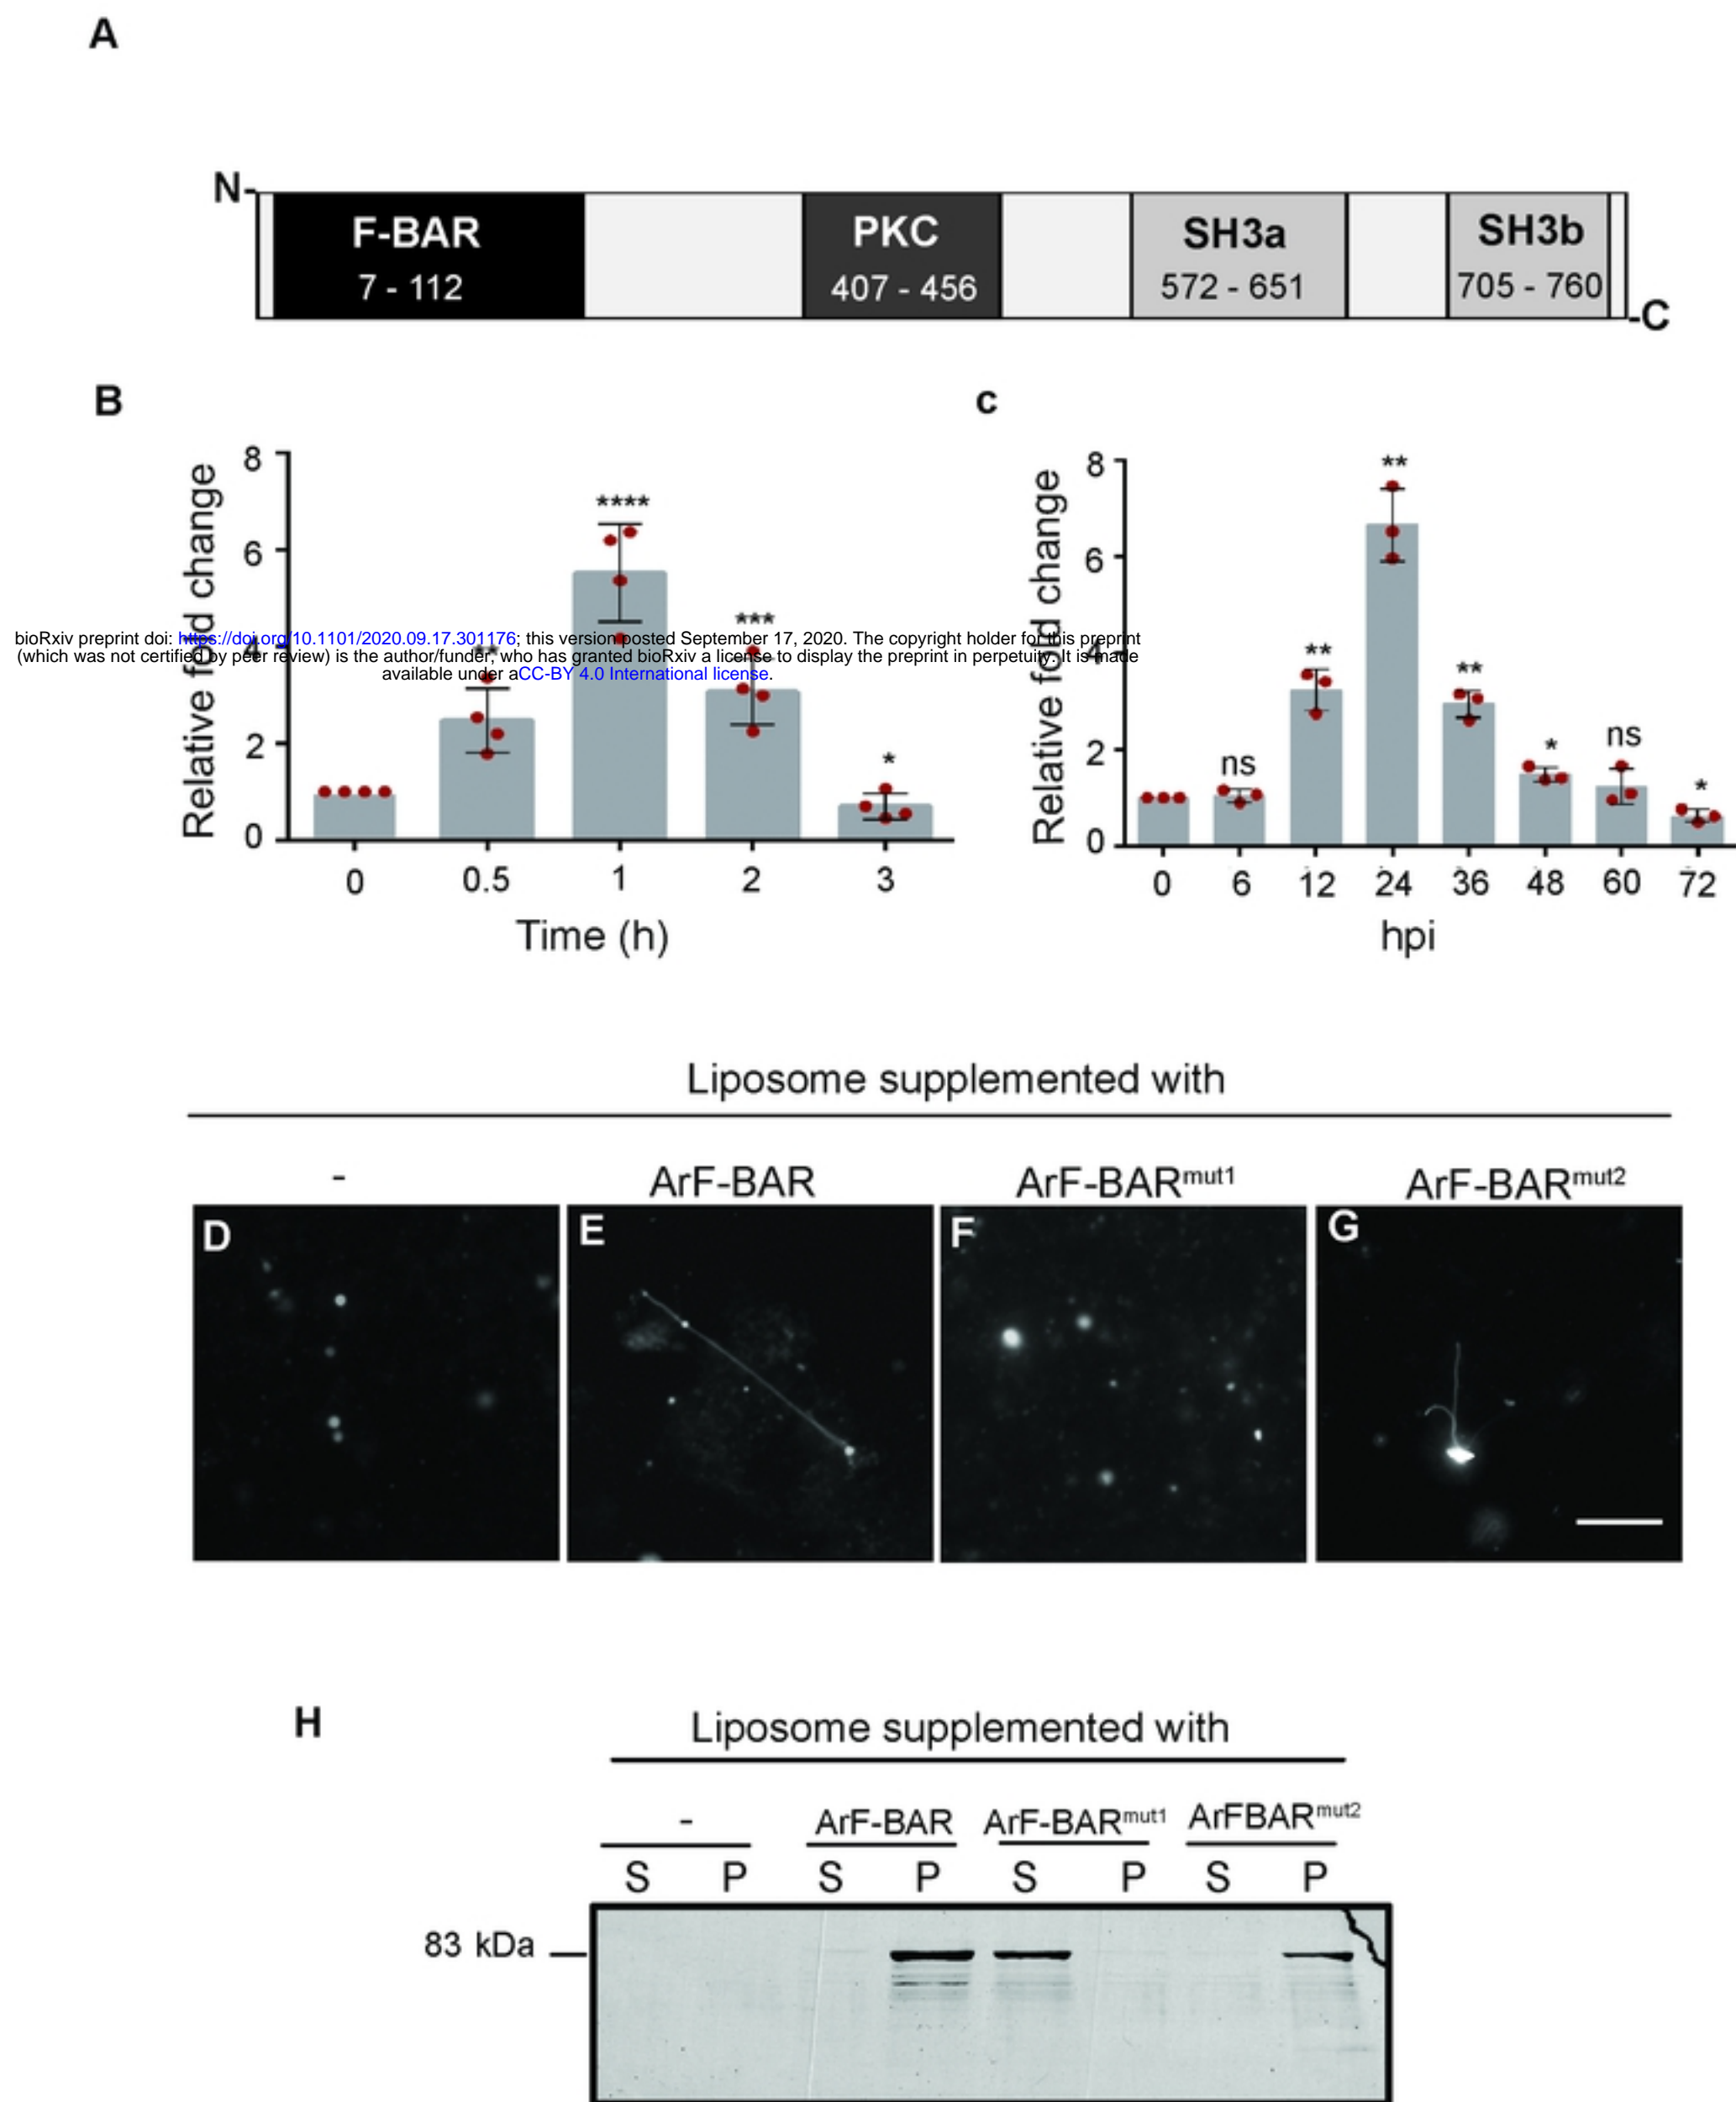 A
N-
F-BAR
7 - 112
PKC
407 - 456
SH3a
572 - 651
SH3b
705 - 760
-C
B
Relative fold change
8
6
4
2
0
**
****
***
*
0 0.5 1 2 3
Time (h)
c
Relative fold change
8
6
4
2
0
ns
**
**
**
*
ns
*
0 6 12 24 36 48 60 72
hpi
bioRxiv preprint doi: https://doi.org/10.1101/2020.09.17.301176; this version posted September 17, 2020. The copyright holder for this preprint
(which was not certified by peer review) is the author/funder, who has granted bioRxiv a license to display the preprint in perpetuity. It is made
available under aCC-BY 4.0 International license.
Liposome supplemented with
- ArF-BAR ArF-BARmut1 ArF-BARmut2
D E F G
H
Liposome supplemented with
- ArF-BAR ArF-BARmut1 ArFBARmut2
S P S P S P S P
83 kDa